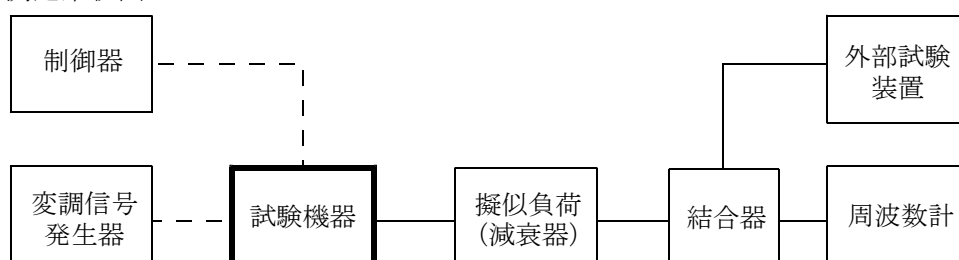 制御器
外部試験
装置
変調信号
発生器
試験機器
擬似負荷
（減衰器）
結合器
周波数計